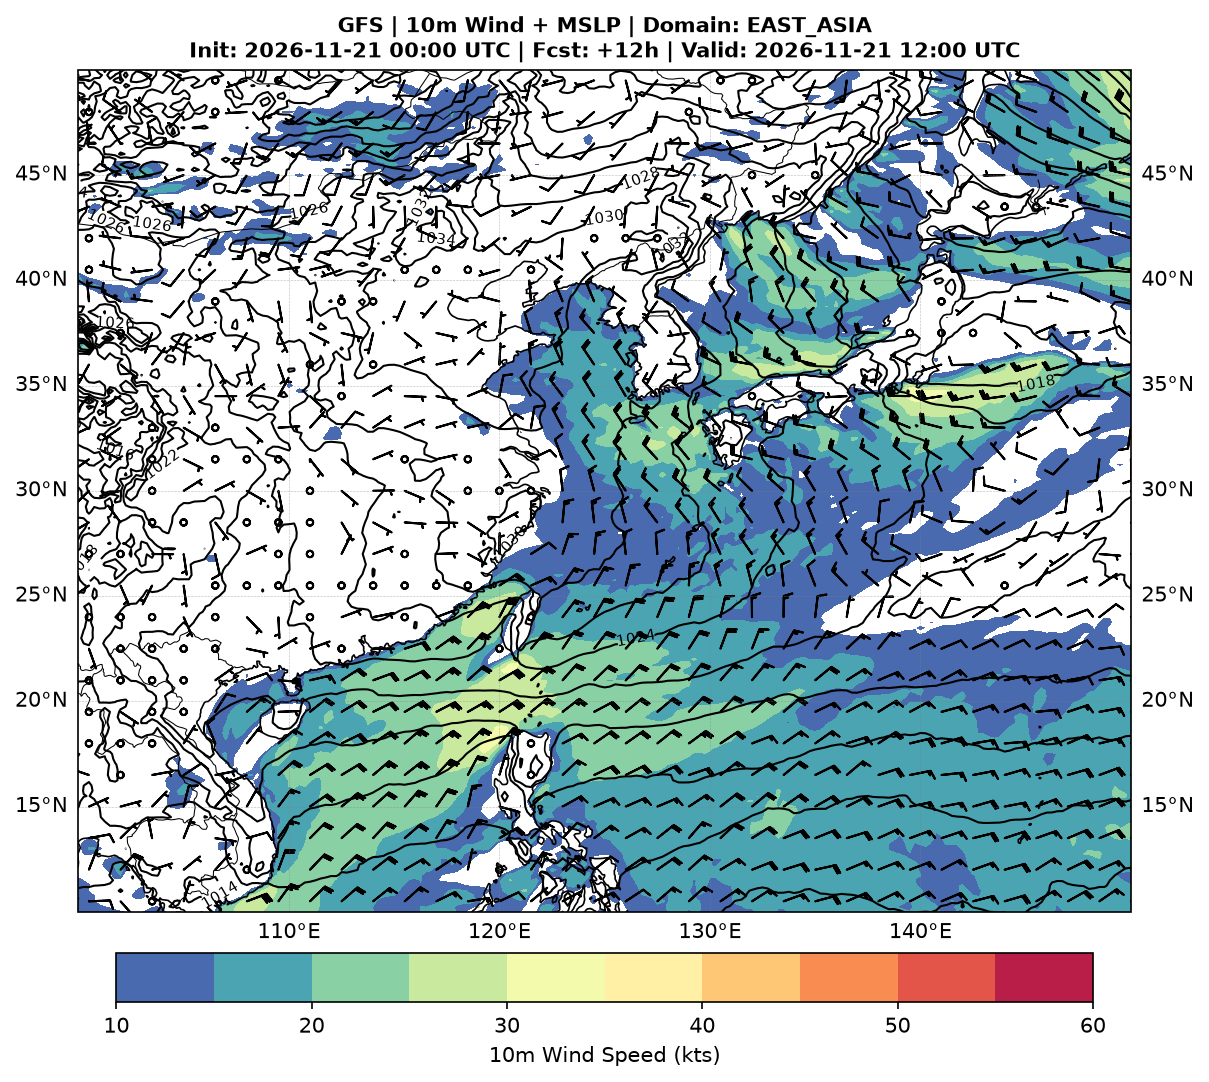 GFS | 10m Wind + MSLP | Domain: EAST_ASIA
Init: 2026-11-21 00:00 UTC | Fcst: +12h | Valid: 2026-11-21 12:00 UTC
45°N
40°N
35°N
30°N
25°N
20°N
15°N
45°N
40°N
35°N
30°N
25°N
20°N
15°N
1028
1026
1026
1026
1030
1034
1026
1018
1022
1024
1014
110°E 120°E 130°E 140°E
10 20 30 40 50 60
10m Wind Speed (kts)